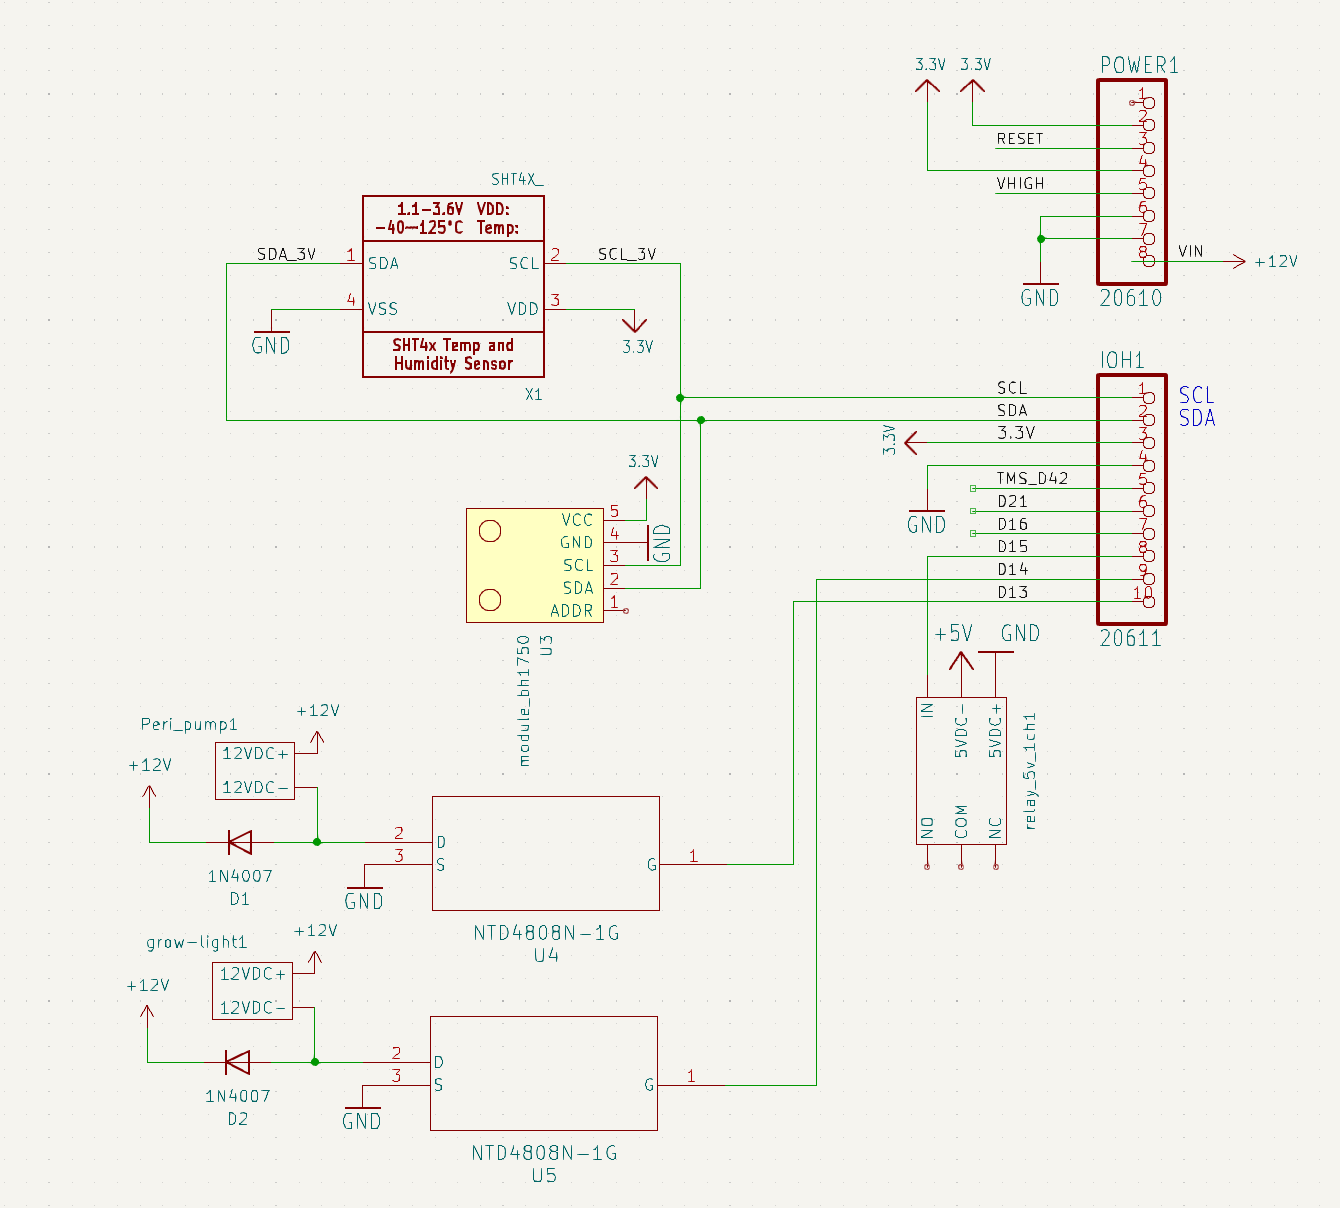 3.3V 3.3V
POWER1
1
2
RESET 3
4
VHIGH 5
6
7
VIN 8
+12V
GND
20610
SHT4X_
1.1-3.6V VDD:
-40~125°C Temp:
SDA_3V 1 SDA
SCL 2 SCL_3V
4 VSS
VDD 3
GND
3.3V
SHT4x Temp and
Humidity Sensor
X1
IOH1
SCL 1 SCL
SDA 2 SDA
3.3V 3.3V 3
4
GND
TMS_D42 5
D21 6
D16 7
D15 8
D14 9
D13 10
20611
3.3V
VCC 5
GND 4 GND
SCL 3
SDA 2
ADDR 1
module_bh1750
U3
+5V GND
IN
5VDC-
5VDC+
NO
COM
NC
relay_5v_1ch1
Peri_pump1
+12V
12VDC+
12VDC-
+12V
1N4007
D1
2 D
3 S
G 1
GND
NTD4808N-1G
U4
grow-light1
+12V
12VDC+
12VDC-
+12V
1N4007
D2
2 D
3 S
G 1
GND
NTD4808N-1G
U5